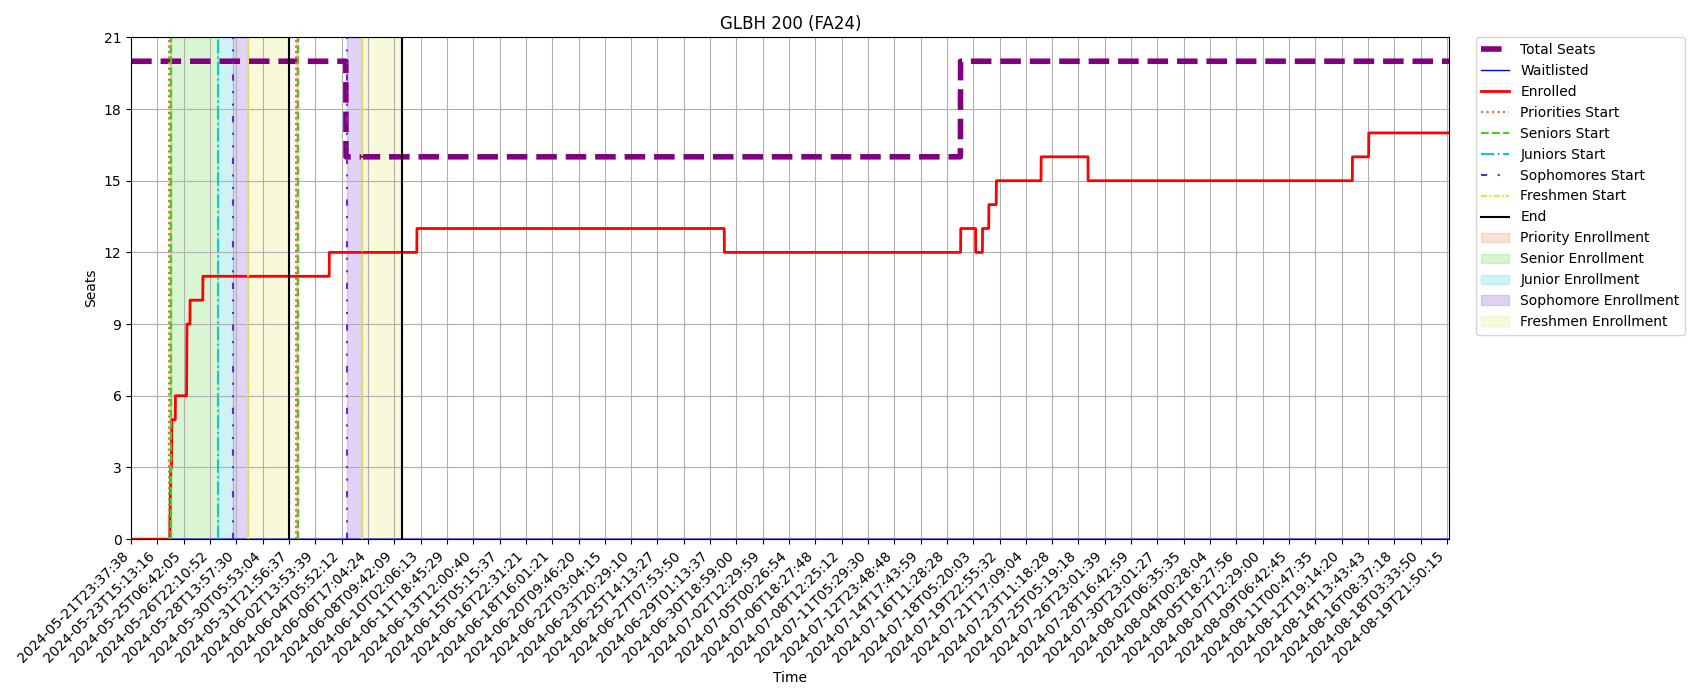 GLBH 200 (FA24)
21
18
15
12
9
6
3
0
Seats
2024-05-21T23:37:38
2024-05-23T15:13:16
2024-05-25T06:42:05
2024-05-26T22:10:52
2024-05-28T13:57:30
2024-05-30T05:53:04
2024-05-31T21:56:37
2024-06-02T13:53:39
2024-06-04T05:52:12
2024-06-06T17:04:24
2024-06-08T09:42:09
2024-06-10T02:06:13
2024-06-11T18:45:29
2024-06-13T12:00:40
2024-06-15T05:15:37
2024-06-16T22:31:21
2024-06-18T16:01:21
2024-06-20T09:46:20
2024-06-22T03:04:15
2024-06-23T20:29:10
2024-06-25T14:13:27
2024-06-27T07:53:50
2024-06-29T01:13:37
2024-06-30T18:59:00
2024-07-02T12:29:59
2024-07-05T00:26:54
2024-07-06T18:27:48
2024-07-08T12:25:12
2024-07-11T05:29:30
2024-07-12T23:48:48
2024-07-14T17:43:59
2024-07-16T11:28:28
2024-07-18T05:20:03
2024-07-19T22:55:32
2024-07-21T17:09:04
2024-07-23T11:18:28
2024-07-25T05:19:18
2024-07-26T23:01:39
2024-07-28T16:42:59
2024-07-30T23:01:27
2024-08-02T06:35:35
2024-08-04T00:28:04
2024-08-05T18:27:56
2024-08-07T12:29:00
2024-08-09T06:42:45
2024-08-11T00:47:35
2024-08-12T19:14:20
2024-08-14T13:43:43
2024-08-16T08:37:18
2024-08-18T03:33:50
2024-08-19T21:50:15
Time
Total Seats
Waitlisted
Enrolled
Priorities Start
Seniors Start
Juniors Start
Sophomores Start
Freshmen Start
End
Priority Enrollment
Senior Enrollment
Junior Enrollment
Sophomore Enrollment
Freshmen Enrollment